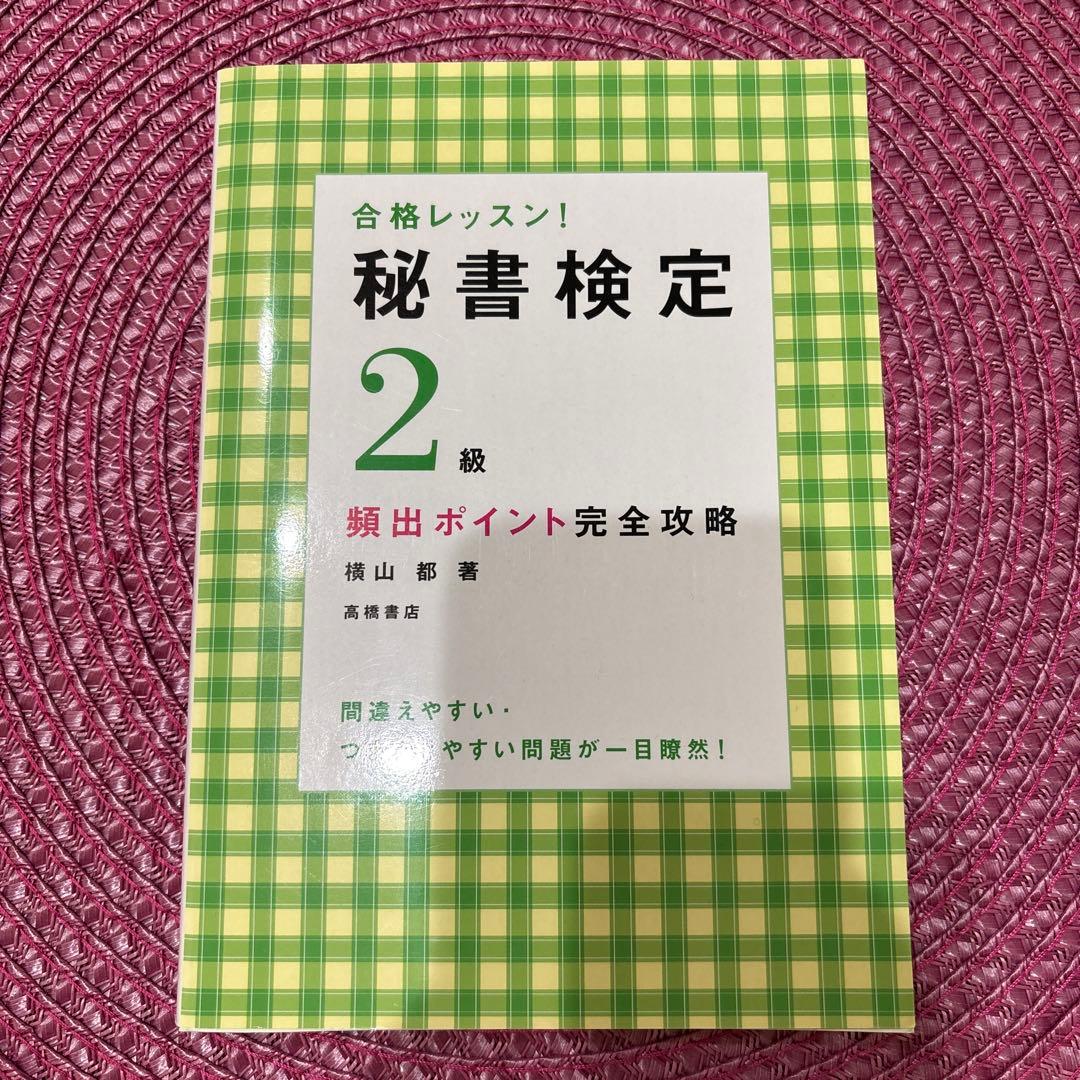 合格レッスン！
秘書検定
2級
頻出ポイント完全攻略
横山 都 著
高橋書店
間違えやすい・
つ やすい問題が一目瞭然！